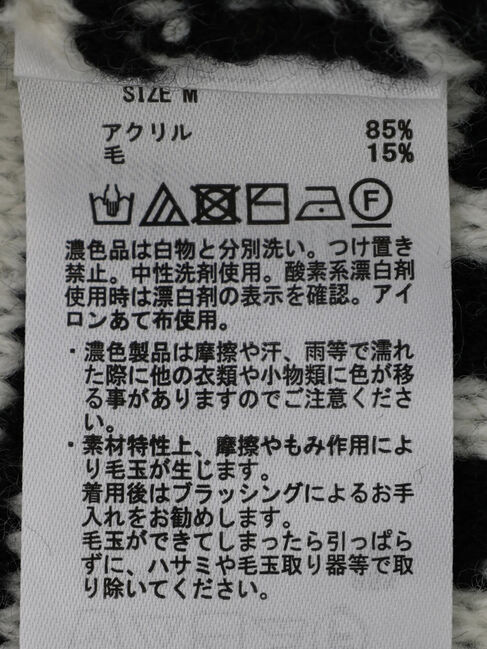 SIZE M
アクリル 85%
毛 15%
F
濃色品は白物と分別洗い。つけ置き
禁止。中性洗剤使用。酸素系漂白剤
使用時は漂白剤の表示を確認。アイ
ロンあて布使用。
・濃色製品は摩擦や汗、雨等で濡れ
た際に他の衣類や小物類に色が移
る事がありますのでご注意くださ
い。
・素材特性上、摩擦やもみ作用によ
り毛玉が生じます。
着用後はブラッシングによるお手
入れをお勧めします。
毛玉ができてしまったら引っぱら
ずに、ハサミや毛玉取り器等で取
り除いてください。